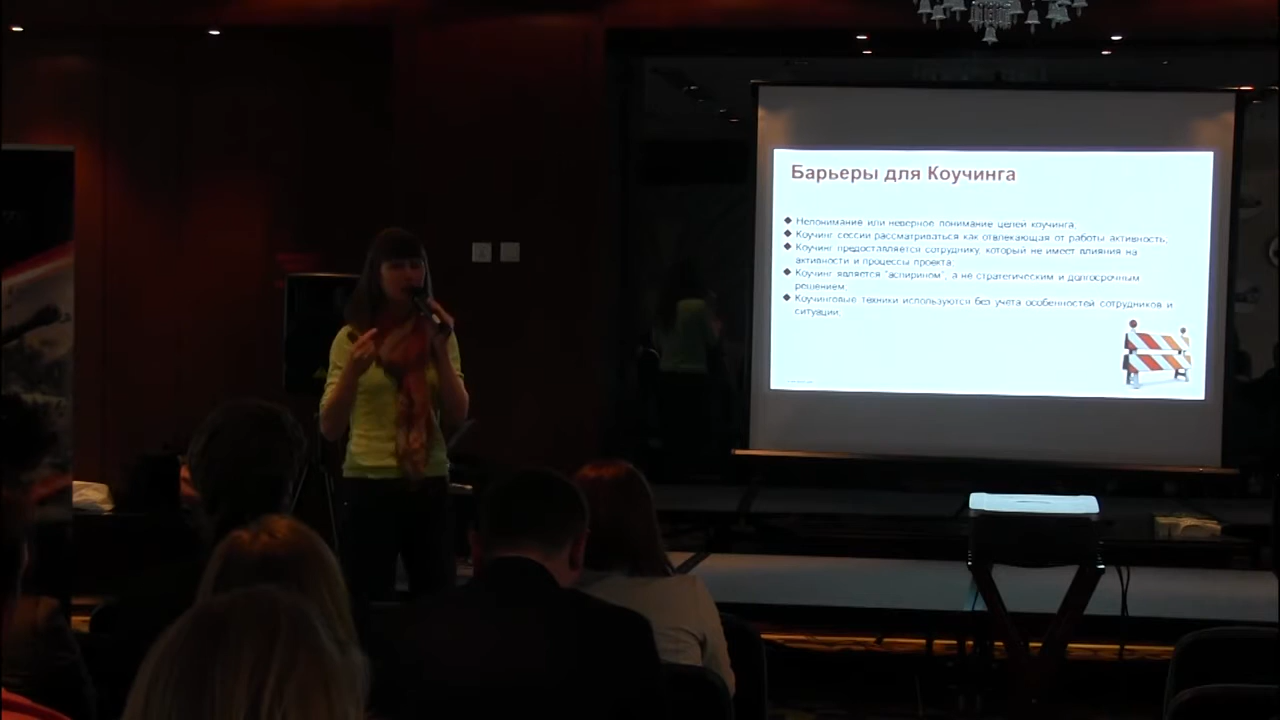 Барьеры для Коучинга
Непонимание или неверное понимание целей коучинга.
Коучинг сессии рассматриваться как отвлекающая от работы активность.
Коучинг предоставляется сотруднику, который не имеет влияния на
активности и процессы проекта.
Коучинг является "аспирином", а не стратегическим и долгосрочным
решением.
Коучинговые техники используются без учета особенностей сотрудников и
ситуации.